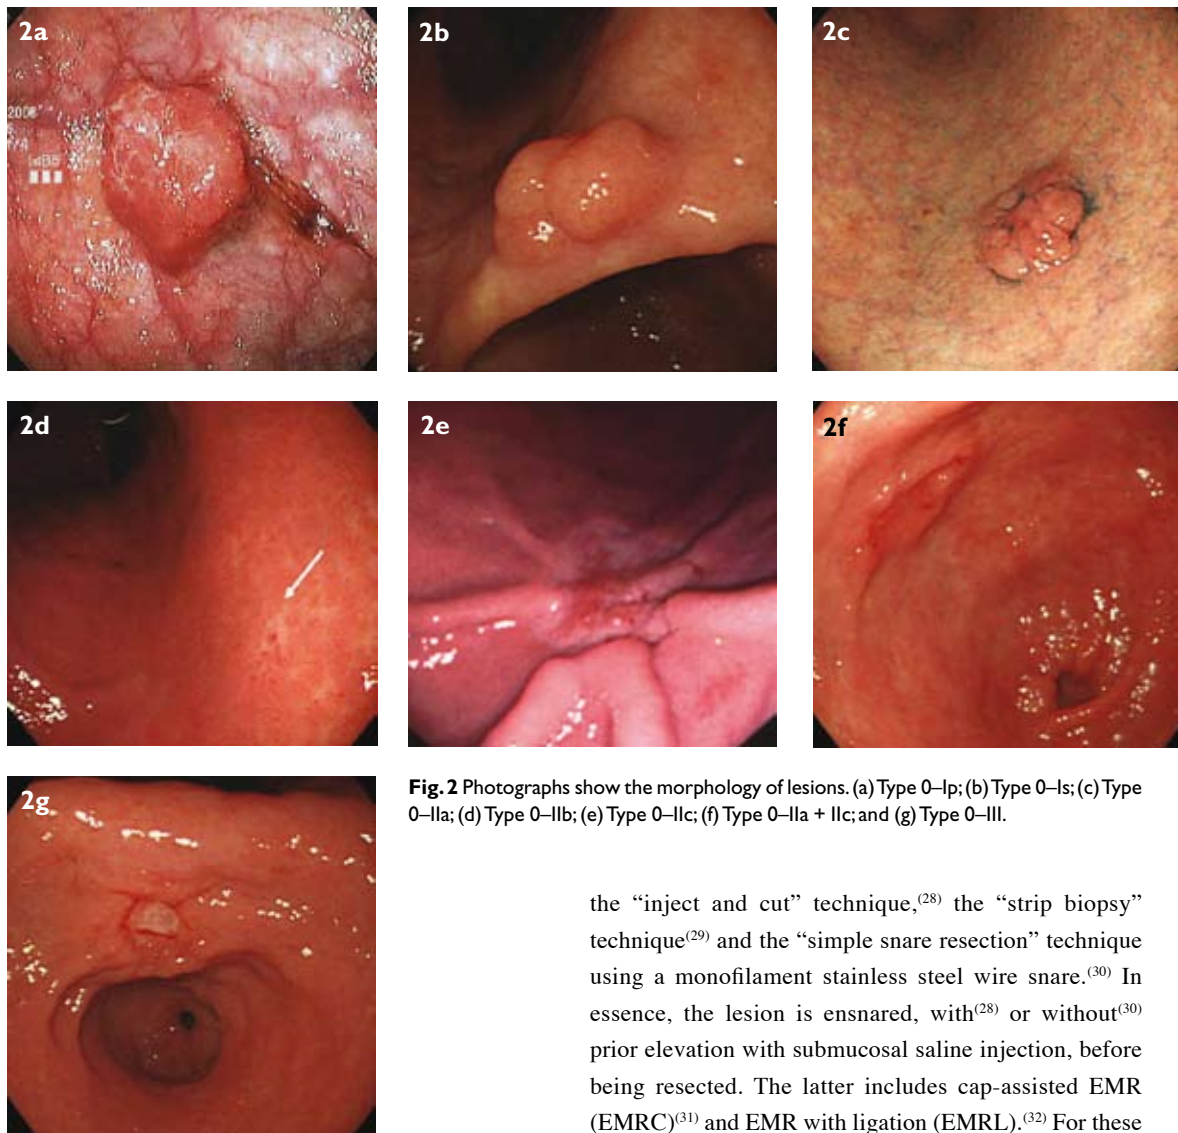 2a
2b
2c
2d
2e
2f
2g
Fig. 2 Photographs show the morphology of lesions. (a) Type 0–Ip; (b) Type 0–Is; (c) Type
0–IIa; (d) Type 0–IIb; (e) Type 0–IIc; (f) Type 0–IIa + IIc; and (g) Type 0–III.
the “inject and cut” technique,(28) the “strip biopsy”
technique(29) and the “simple snare resection” technique
using a monofilament stainless steel wire snare.(30) In
essence, the lesion is ensnared, with(28) or without(30)
prior elevation with submucosal saline injection, before
being resected. The latter includes cap-assisted EMR
(EMRC)(31) and EMR with ligation (EMRL).(32) For these